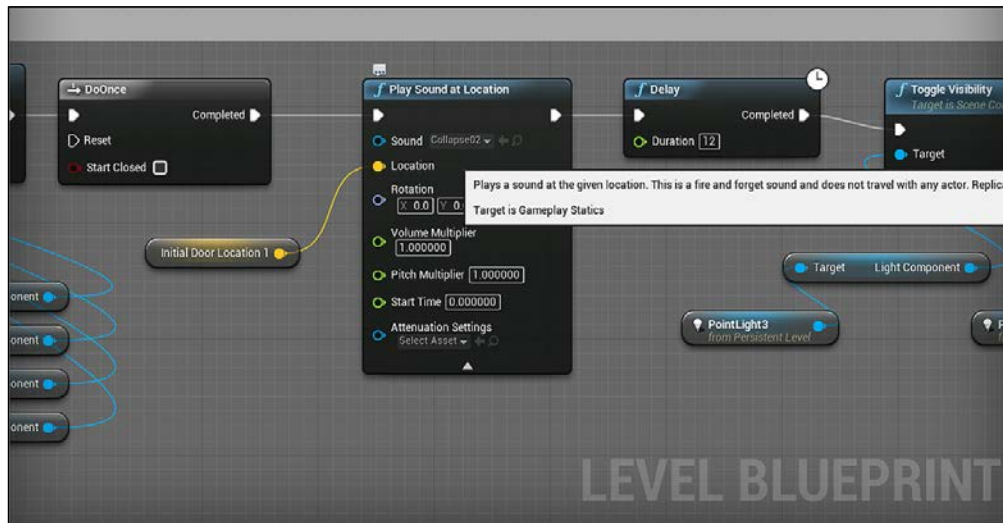 DoOnce
Completed
Reset
Start Closed
Initial Door Location 1
onent
onent
onent
onent
f Play Sound at Location
Sound Collapse02
Location
Rotation
X 0.0 Y 0.
Volume Multiplier
1.000000
Pitch Multiplier 1.000000
Start Time 0.000000
Attenuation Settings
Select Asset
f Delay
Completed
Duration 12
f Toggle Visibility
Target is Scene Co
Target
Plays a sound at the given location. This is a fire and forget sound and does not travel with any actor. Replica
Target is Gameplay Statics
Target Light Component
PointLight3
from Persistent Level
LEVEL BLUEPRINT